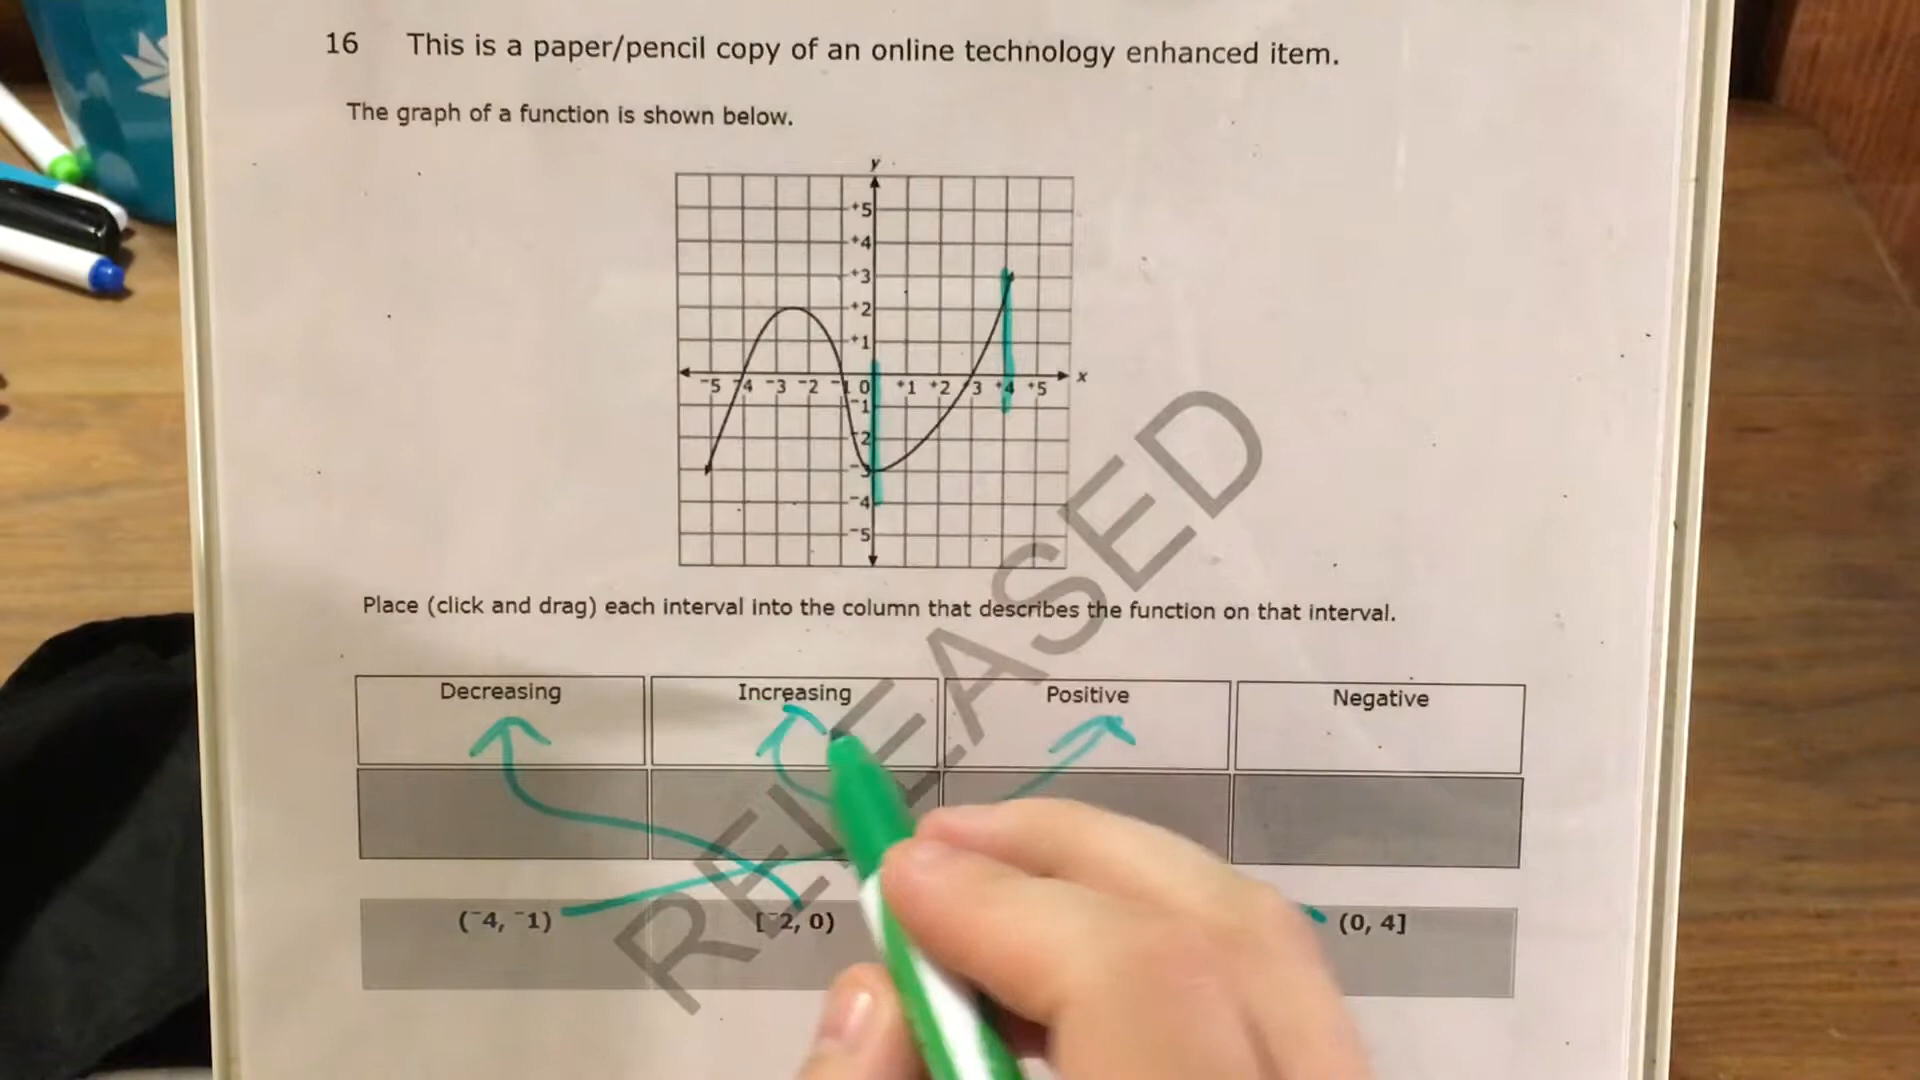 16 This is a paper/pencil copy of an online technology enhanced item.
The graph of a function is shown below.
y
+5
+4
+3
+2
+1
-5 -4 -3 -2 -1 0 +1 +2 +3 +4 +5 x
-1
-2
-3
-4
-5
Place (click and drag) each interval into the column that describes the function on that interval.
Decreasing Increasing Positive Negative
(-4, -1) [-2, 0) (0, 4]
RELEASED